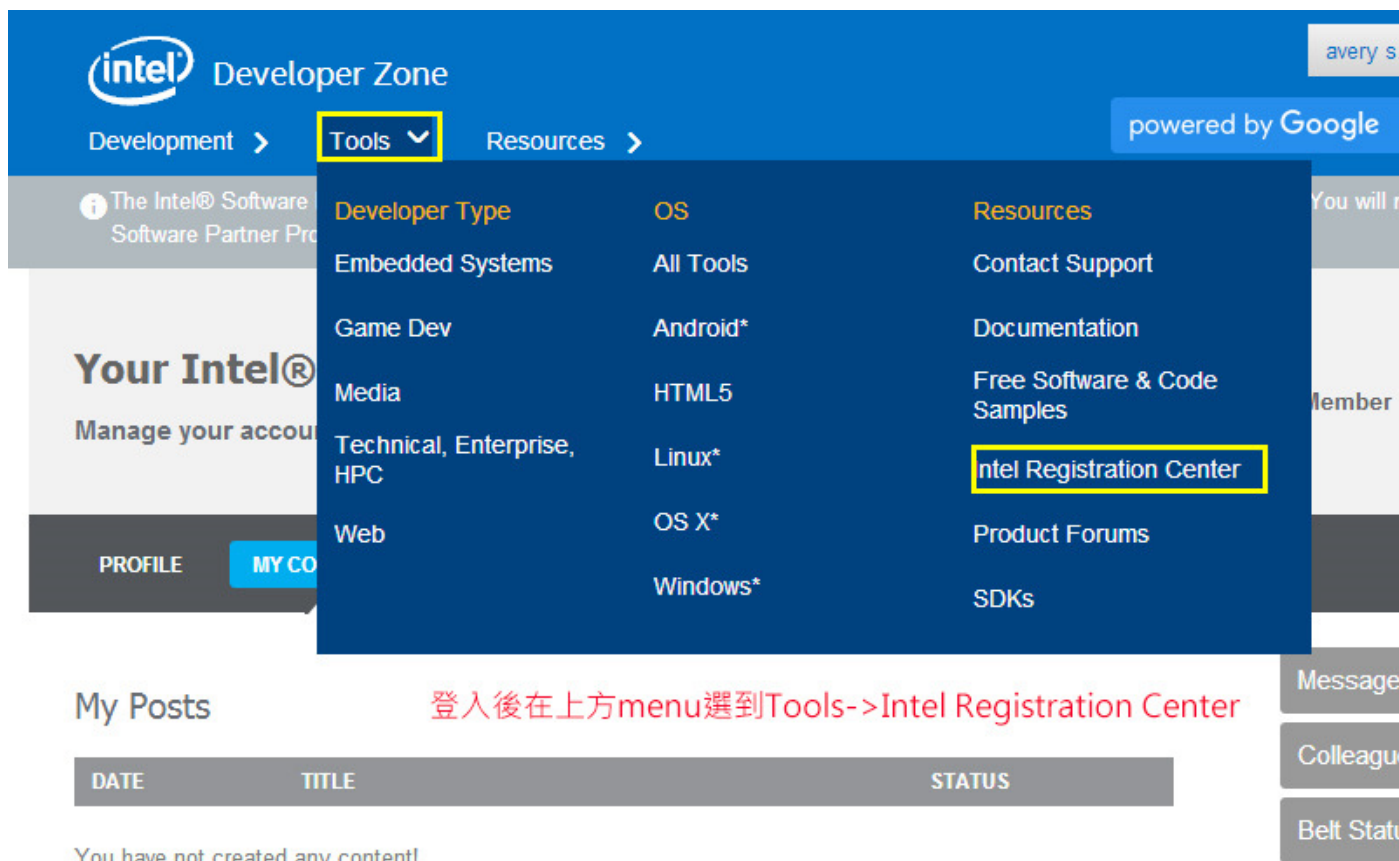 intel Developer Zone
avery s
Development Tools Resources
powered by Google
The Intel® Software
Software Partner Pro
You will r
Developer Type
Embedded Systems
Game Dev
Media
Technical, Enterprise,
HPC
Web
OS
All Tools
Android*
HTML5
Linux*
OS X*
Windows*
Resources
Contact Support
Documentation
Free Software & Code
Samples
Intel Registration Center
Product Forums
SDKs
Your Intel®
Manage your accou
Member
PROFILE MY CO
My Posts
登入後在上方menu選到Tools->Intel Registration Center
Message
Colleagu
Belt Statu
DATE TITLE STATUS
You have not created any content!